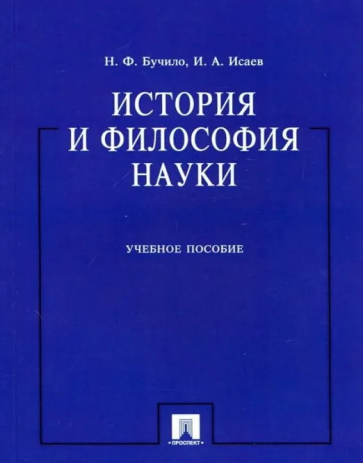 Н. Ф. Бучило, И. А. Исаев
ИСТОРИЯ
И ФИЛОСОФИЯ
НАУКИ
УЧЕБНОЕ ПОСОБИЕ
ПРОСПЕКТ